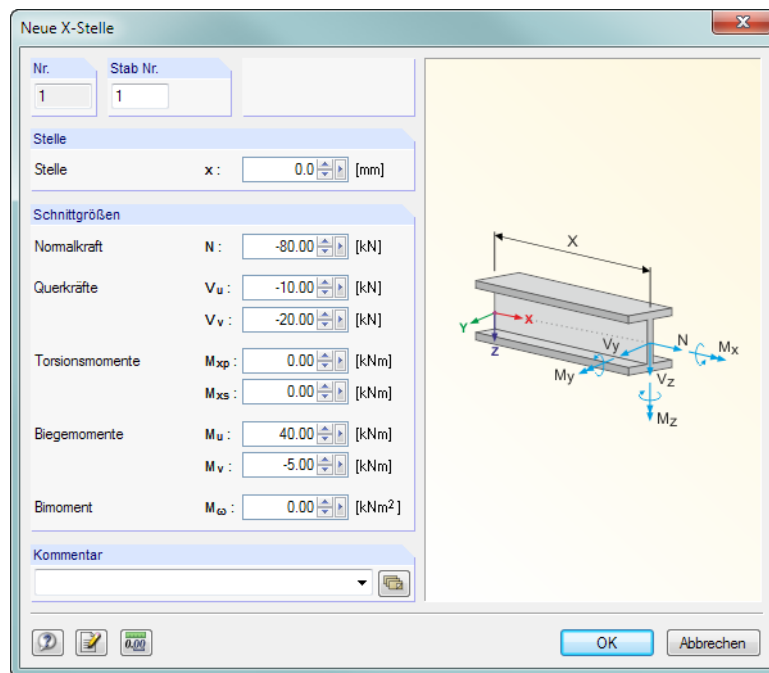 Neue X-Stelle
Nr. Stab Nr.
1 1
Stelle
Stelle x : 0.0 [mm]
Schnittgrößen
Normalkraft N : -80.00 [kN]
Querkräfte Vu : -10.00 [kN]
Vv : -20.00 [kN]
Torsionsmomente Mxp : 0.00 [kNm]
Mxs : 0.00 [kNm]
Biegemomente Mu : 40.00 [kNm]
Mv : -5.00 [kNm]
Bimoment Mω : 0.00 [kNm²]
Kommentar
X
Y X Z
Vy N Mx
My Vz
Mz
0.00
OK Abbrechen